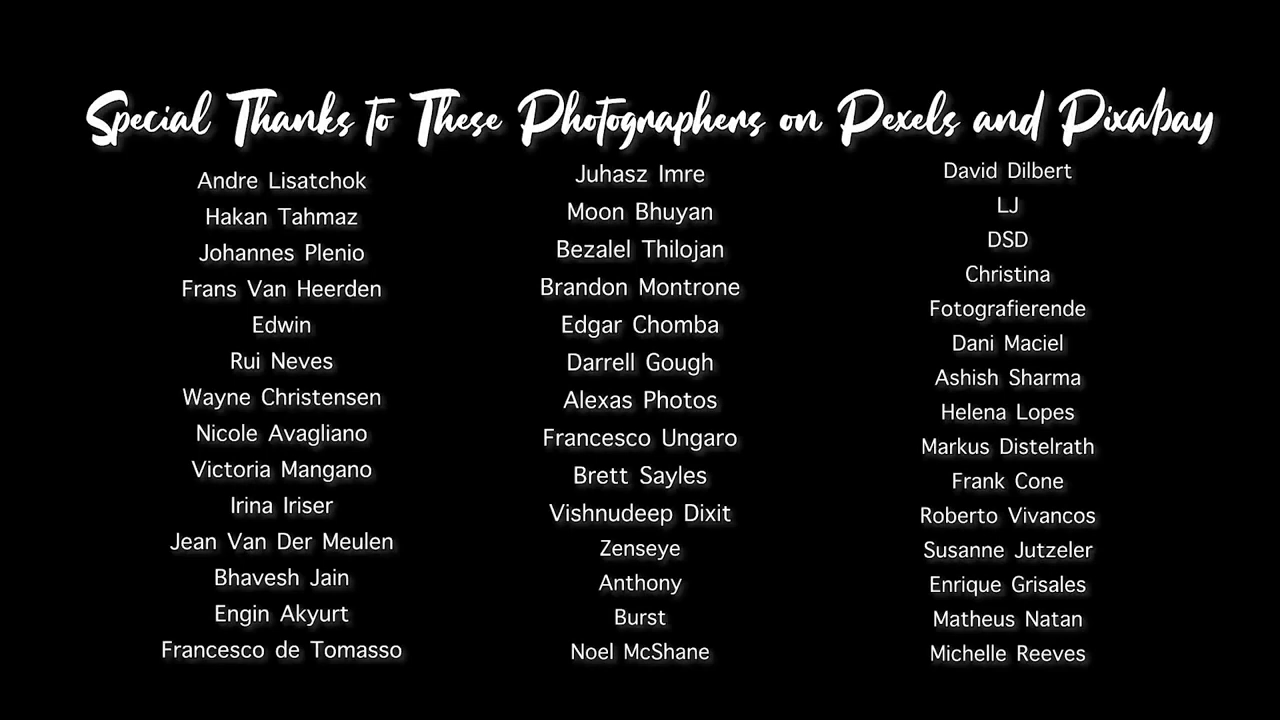 Special Thanks to These Photographers on Pexels and Pixabay
Andre Lisatchok
Hakan Tahmaz
Johannes Plenio
Frans Van Heerden
Edwin
Rui Neves
Wayne Christensen
Nicole Avagliano
Victoria Mangano
Irina Iriser
Jean Van Der Meulen
Bhavesh Jain
Engin Akyurt
Francesco de Tomasso
Juhasz Imre
Moon Bhuyan
Bezalel Thilojan
Brandon Montrone
Edgar Chomba
Darrell Gough
Alexas Photos
Francesco Ungaro
Brett Sayles
Vishnudeep Dixit
Zenseye
Anthony
Burst
Noel McShane
David Dilbert
LJ
DSD
Christina
Fotografierende
Dani Maciel
Ashish Sharma
Helena Lopes
Markus Distelrath
Frank Cone
Roberto Vivancos
Susanne Jutzeler
Enrique Grisales
Matheus Natan
Michelle Reeves